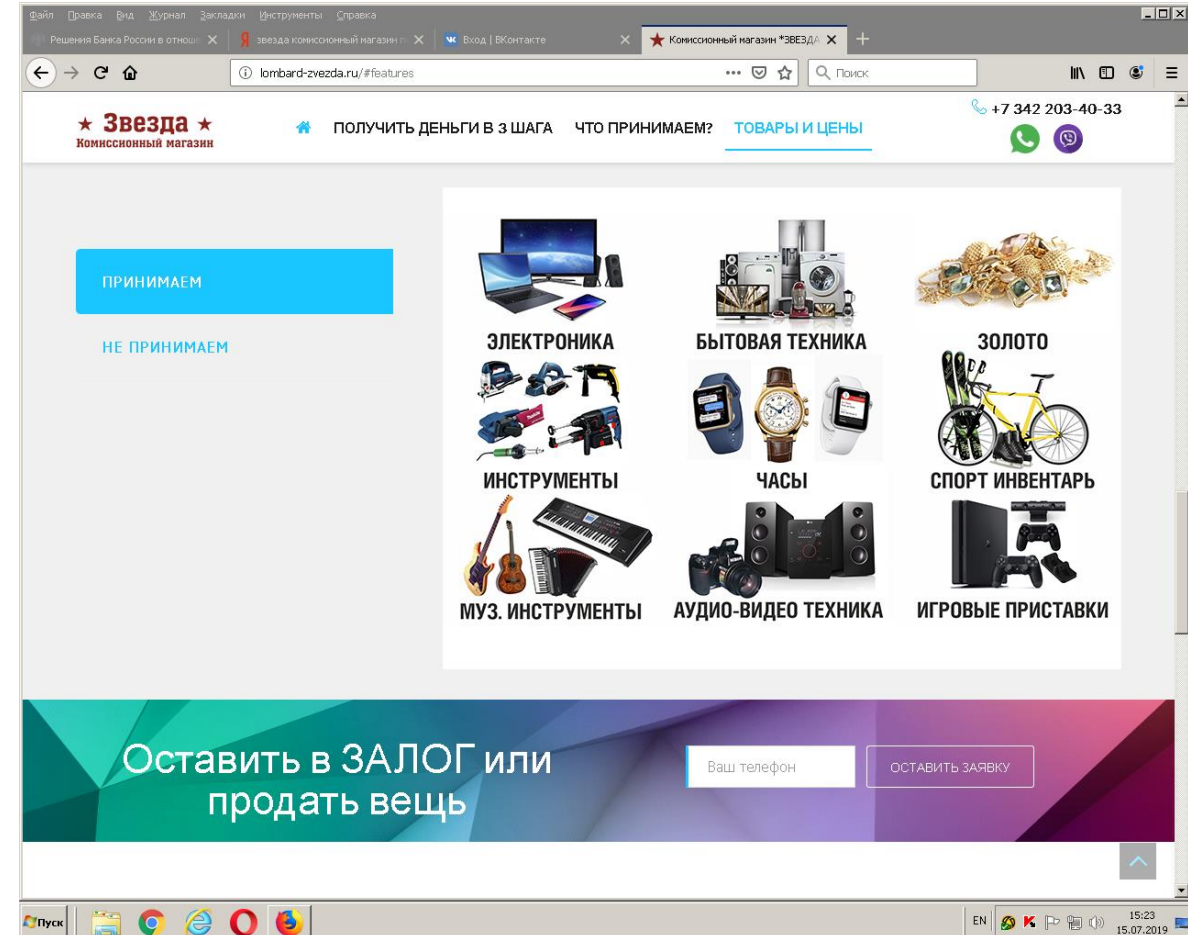 Файл Правка Вид Журнал Закладки Инструменты Справка
Решения Банка России в отноше
звезда комиссионный магазин п
Вход | ВКонтакте
Комиссионный магазин *ЗВЕЗДА
lombard-zvezda.ru/#features
Поиск
Звезда
Комиссионный магазин
ПОЛУЧИТЬ ДЕНЬГИ В 3 ШАГА ЧТО ПРИНИМАЕМ? ТОВАРЫ И ЦЕНЫ
+7 342 203-40-33
ПРИНИМАЕМ
НЕ ПРИНИМАЕМ
ЭЛЕКТРОНИКА БЫТОВАЯ ТЕХНИКА ЗОЛОТО
ИНСТРУМЕНТЫ ЧАСЫ СПОРТ ИНВЕНТАРЬ
МУЗ. ИНСТРУМЕНТЫ АУДИО-ВИДЕО ТЕХНИКА ИГРОВЫЕ ПРИСТАВКИ
Оставить в ЗАЛОГ или
продать вещь
Ваш телефон
ОСТАВИТЬ ЗАЯВКУ
Пуск
EN
15:23
15.07.2019